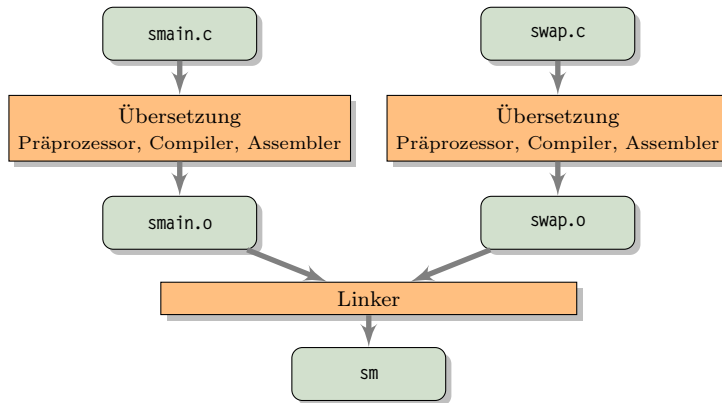 smain.c
swap.c
Übersetzung
Präprozessor, Compiler, Assembler
Übersetzung
Präprozessor, Compiler, Assembler
smain.o
swap.o
Linker
sm